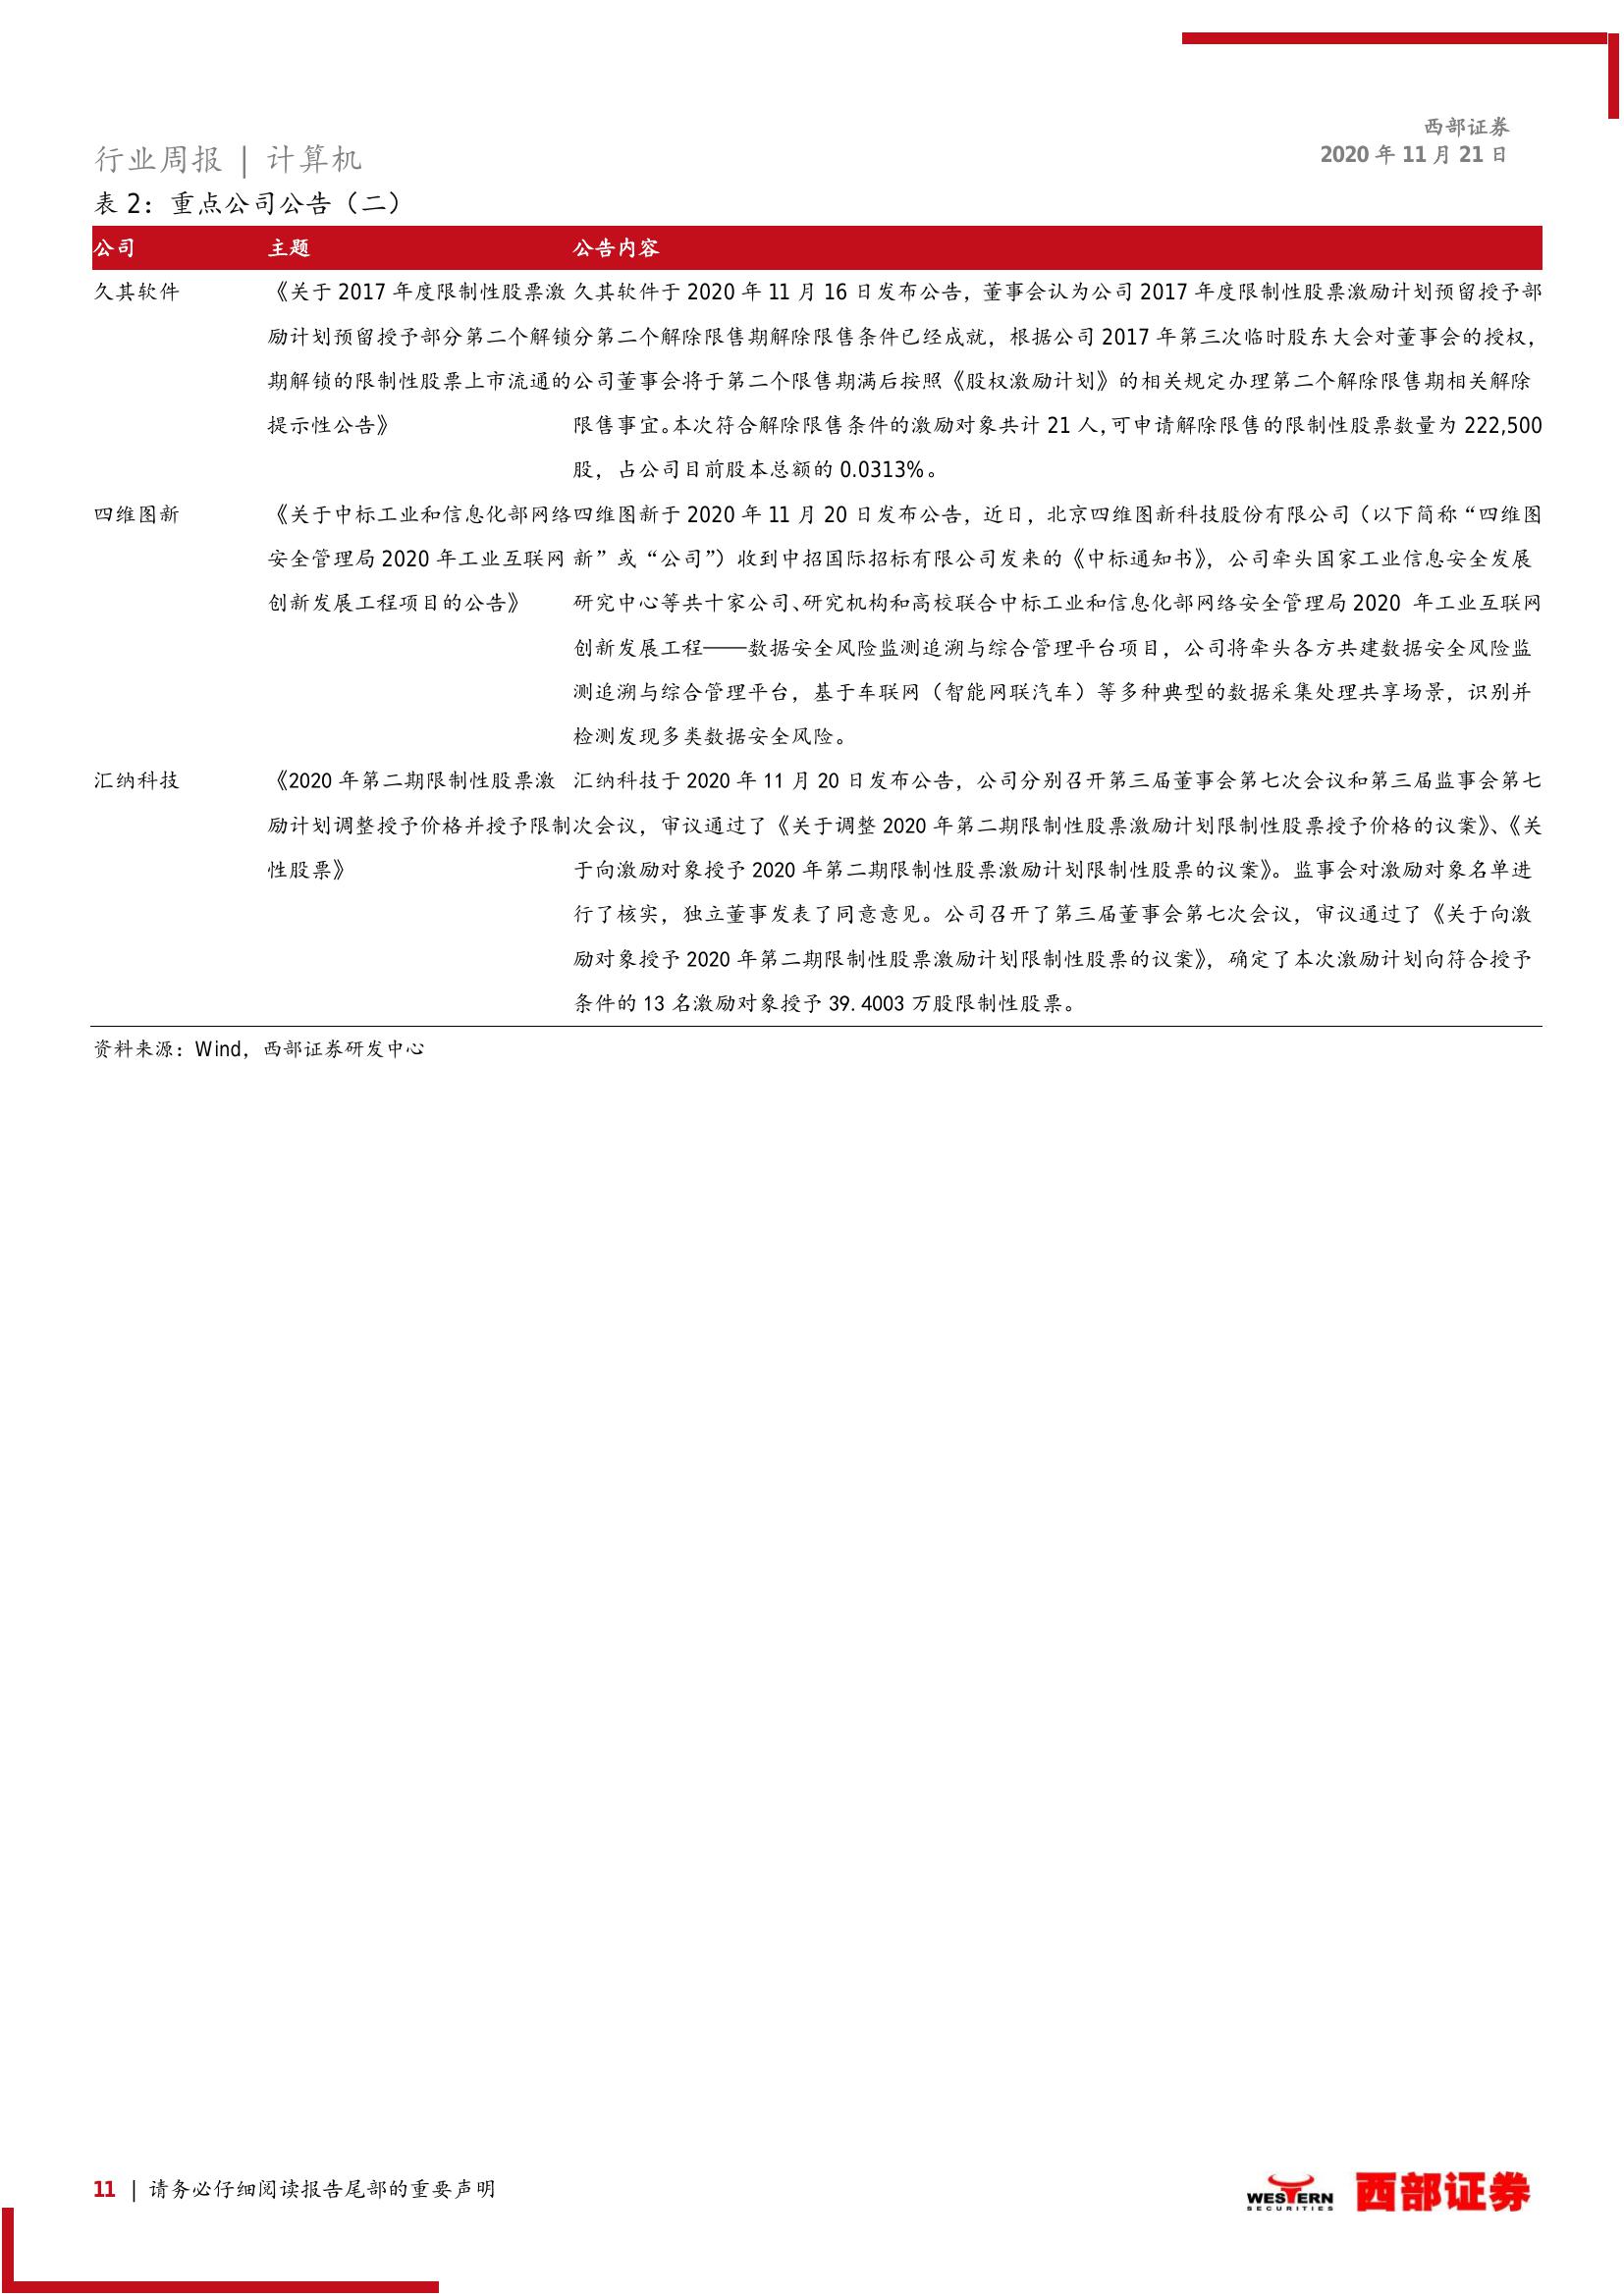 西部证券
2020 年 11 月 21 日
行业周报 | 计算机
表 2：重点公司公告（二）
公司 主题 公告内容
久其软件
《关于 2017 年度限制性股票激
励计划预留授予部分第二个解锁
期解锁的限制性股票上市流通的
提示性公告》
久其软件于 2020 年 11 月 16 日发布公告，董事会认为公司 2017 年度限制性股票激励计划预留授予部
分第二个解除限售期解除限售条件已经成就，根据公司 2017 年第三次临时股东大会对董事会的授权，
公司董事会将于第二个限售期满后按照《股权激励计划》的相关规定办理第二个解除限售期相关解除
限售事宜。本次符合解除限售条件的激励对象共计 21 人，可申请解除限售的限制性股票数量为 222,500
股，占公司目前股本总额的 0.0313%。
四维图新
《关于中标工业和信息化部网络
安全管理局 2020 年工业互联网
创新发展工程项目的公告》
四维图新于 2020 年 11 月 20 日发布公告，近日，北京四维图新科技股份有限公司（以下简称“四维图
新”或“公司”）收到中招国际招标有限公司发来的《中标通知书》，公司牵头国家工业信息安全发展
研究中心等共十家公司、研究机构和高校联合中标工业和信息化部网络安全管理局 2020 年工业互联网
创新发展工程——数据安全风险监测追溯与综合管理平台项目，公司将牵头各方共建数据安全风险监
测追溯与综合管理平台，基于车联网（智能网联汽车）等多种典型的数据采集处理共享场景，识别并
检测发现多类数据安全风险。
汇纳科技
《2020 年第二期限制性股票激
励计划调整授予价格并授予限制
性股票》
汇纳科技于 2020 年 11 月 20 日发布公告，公司分别召开第三届董事会第七次会议和第三届监事会第七
次会议，审议通过了《关于调整 2020 年第二期限制性股票激励计划限制性股票授予价格的议案》、《关
于向激励对象授予 2020 年第二期限制性股票激励计划限制性股票的议案》。监事会对激励对象名单进
行了核实，独立董事发表了同意意见。公司召开了第三届董事会第七次会议，审议通过了《关于向激
励对象授予 2020 年第二期限制性股票激励计划限制性股票的议案》，确定了本次激励计划向符合授予
条件的 13 名激励对象授予 39.4003 万股限制性股票。
资料来源：Wind，西部证券研发中心
11 | 请务必仔细阅读报告尾部的重要声明
WESTERN
SECURITIES
西部证券